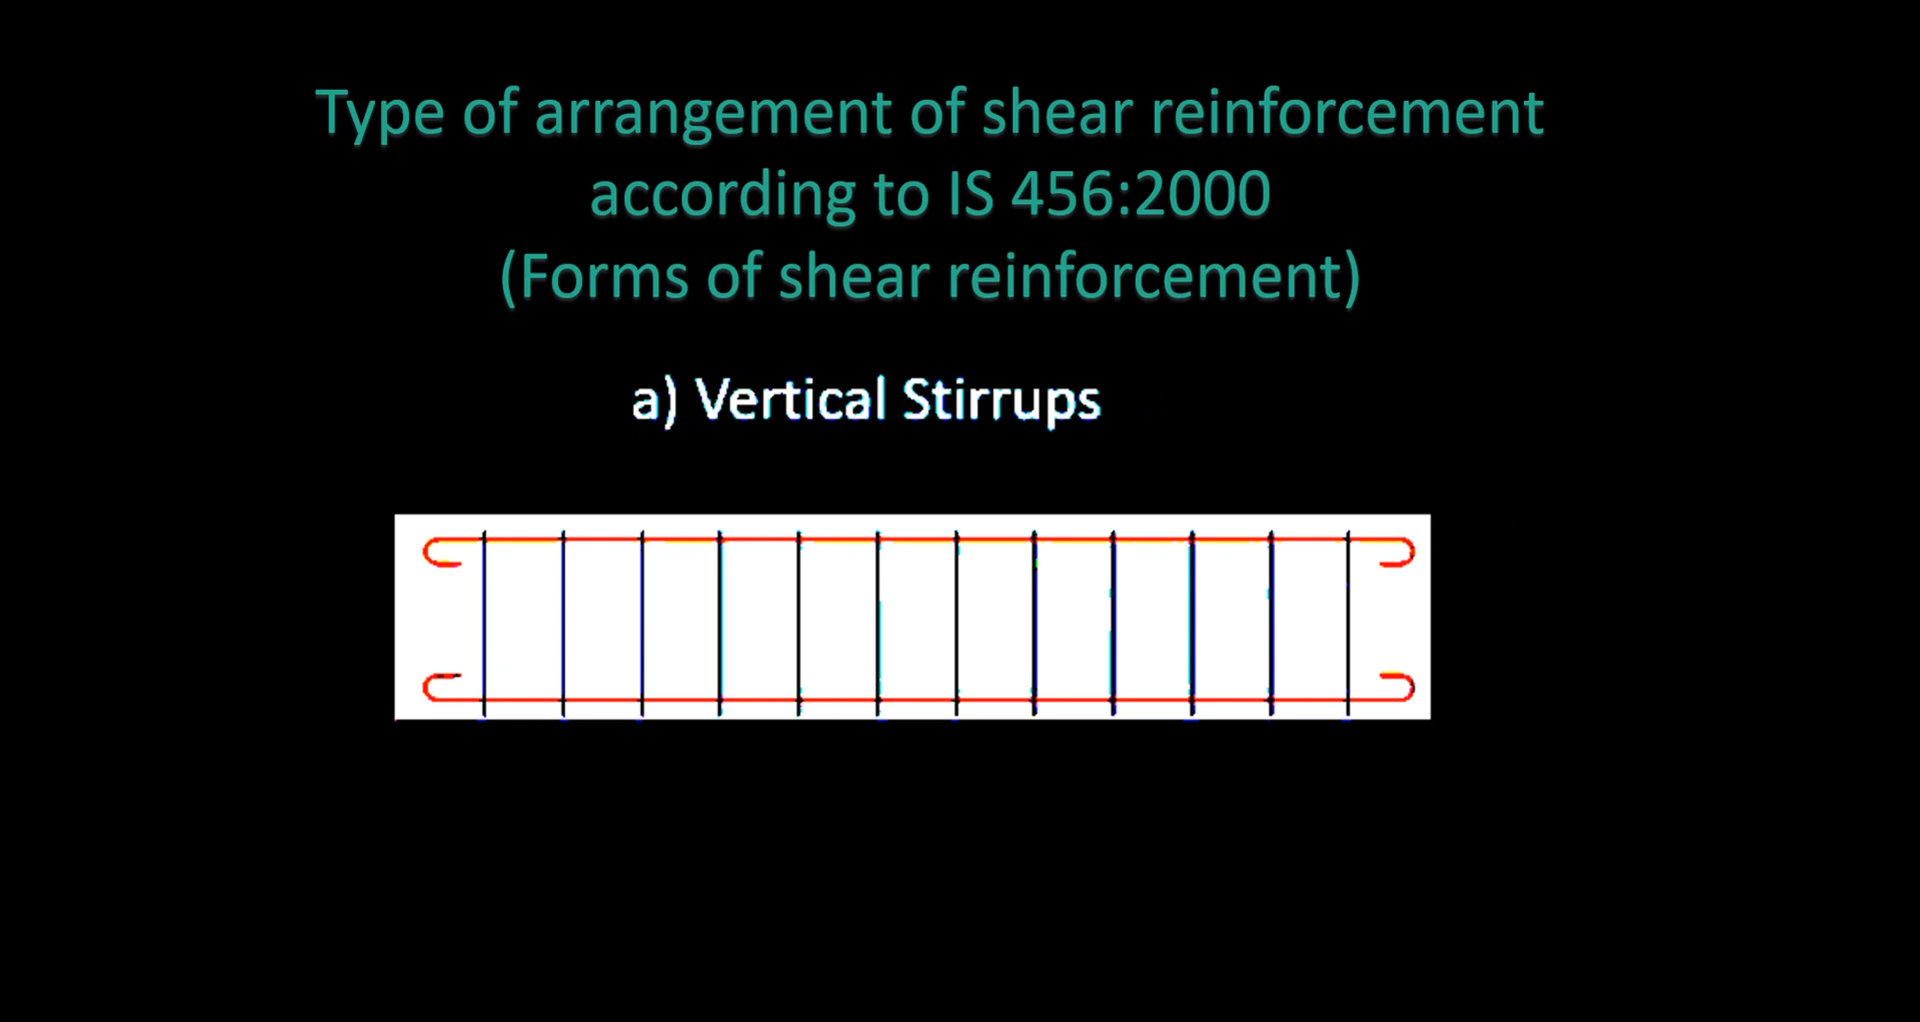 Type of arrangement of shear reinforcement
according to IS 456:2000
(Forms of shear reinforcement)
a) Vertical Stirrups